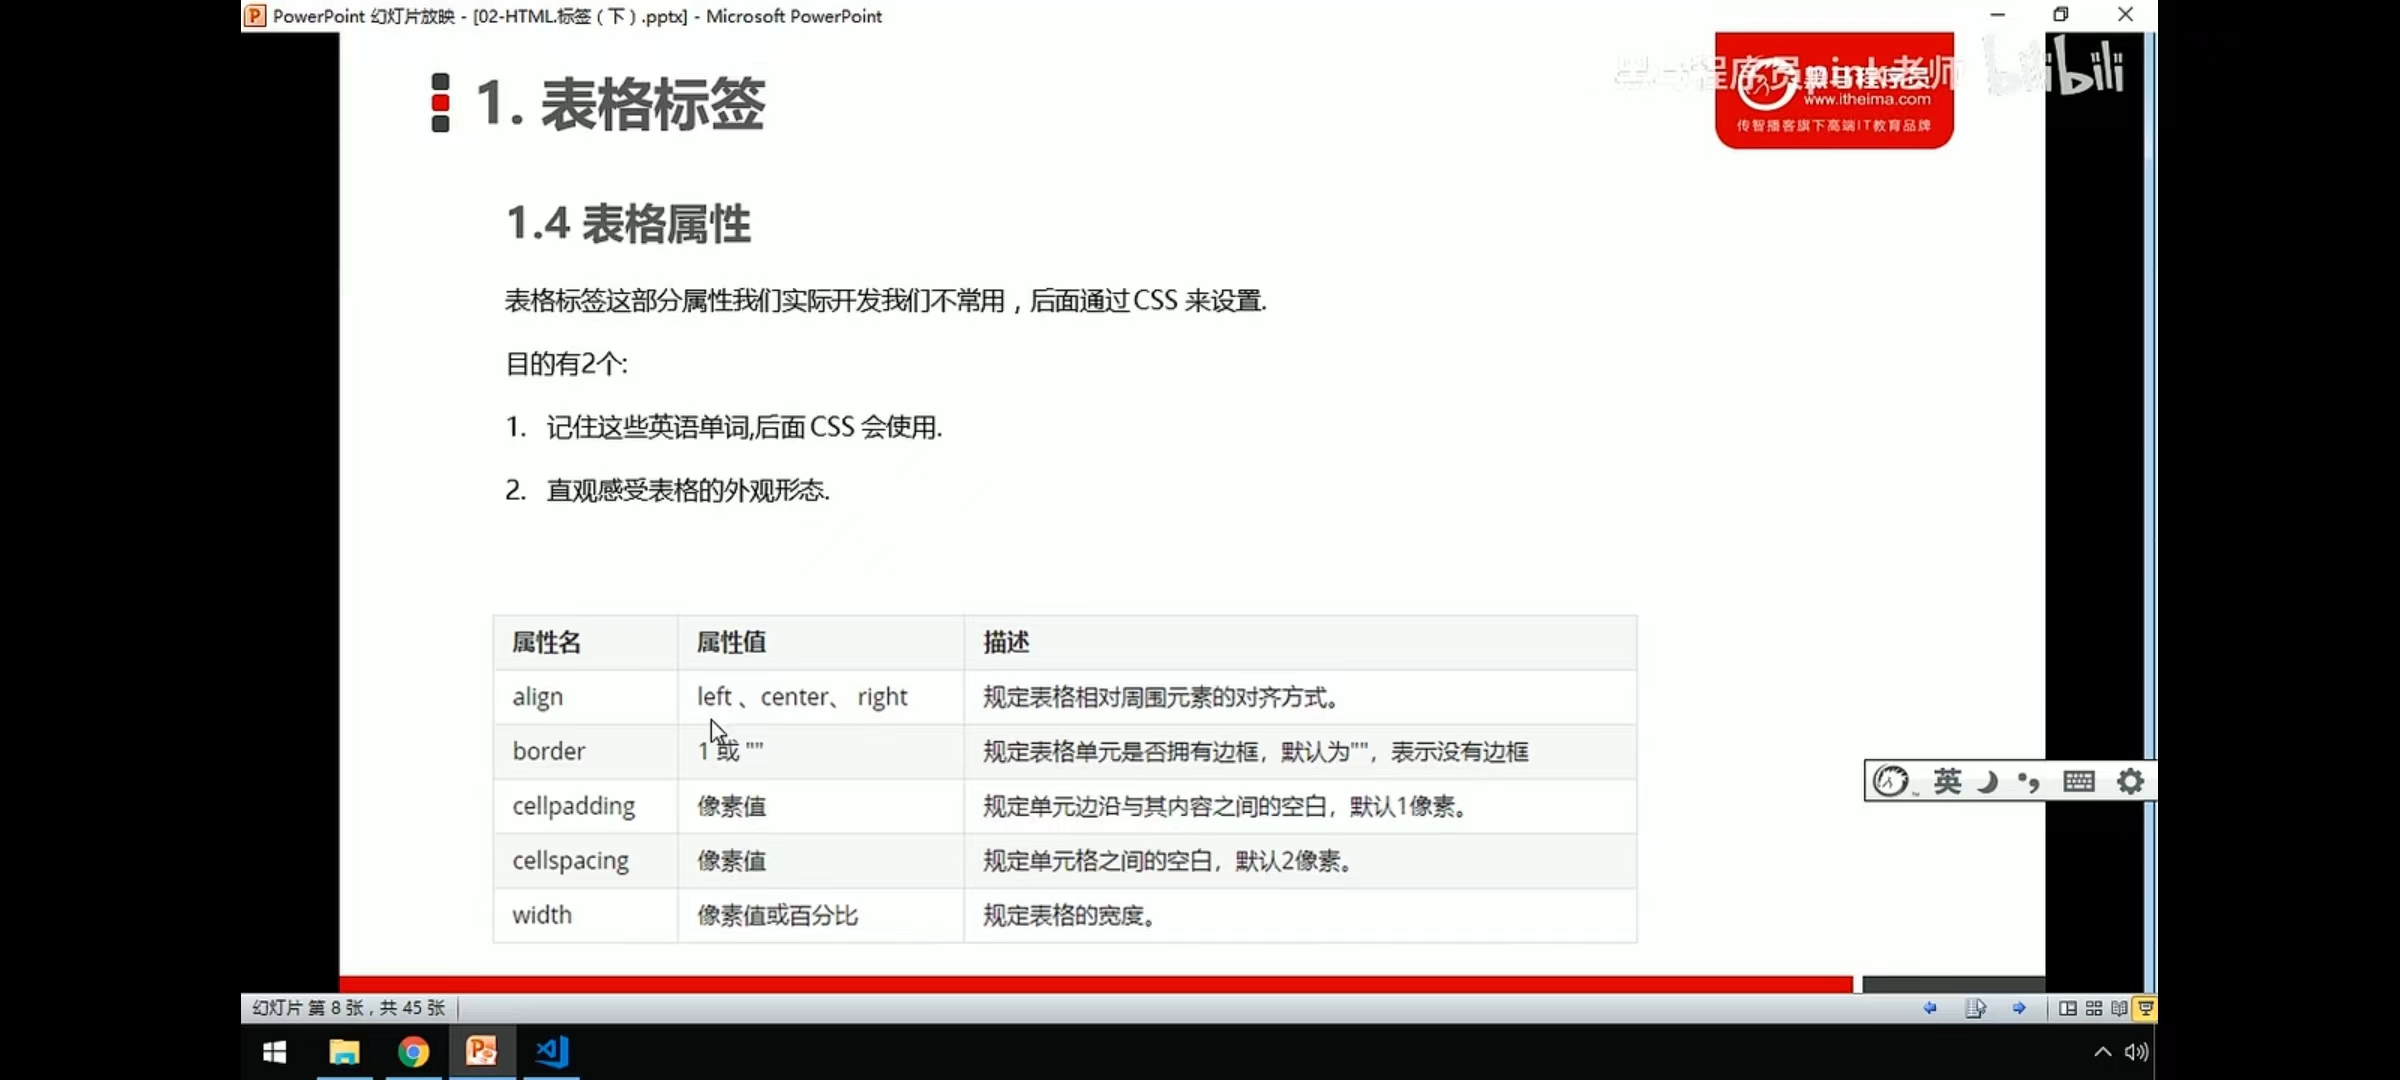 PowerPoint 幻灯片放映 - [02-HTML标签（下）.pptx] - Microsoft PowerPoint
黑马程序员pink老师
bilibili
黑马程序员
www.itheima.com
传智播客旗下高端IT教育品牌
1. 表格标签
1.4 表格属性
表格标签这部分属性我们实际开发我们不常用，后面通过CSS 来设置.
目的有2个:
1. 记住这些英语单词,后面 CSS 会使用.
2. 直观感受表格的外观形态.
属性名 属性值 描述
align left 、center、 right 规定表格相对周围元素的对齐方式。
border 1 或 "" 规定表格单元是否拥有边框，默认为""，表示没有边框
cellpadding 像素值 规定单元边沿与其内容之间的空白，默认1像素。
cellspacing 像素值 规定单元格之间的空白，默认2像素。
width 像素值或百分比 规定表格的宽度。
英
幻灯片 第 8 张，共 45 张